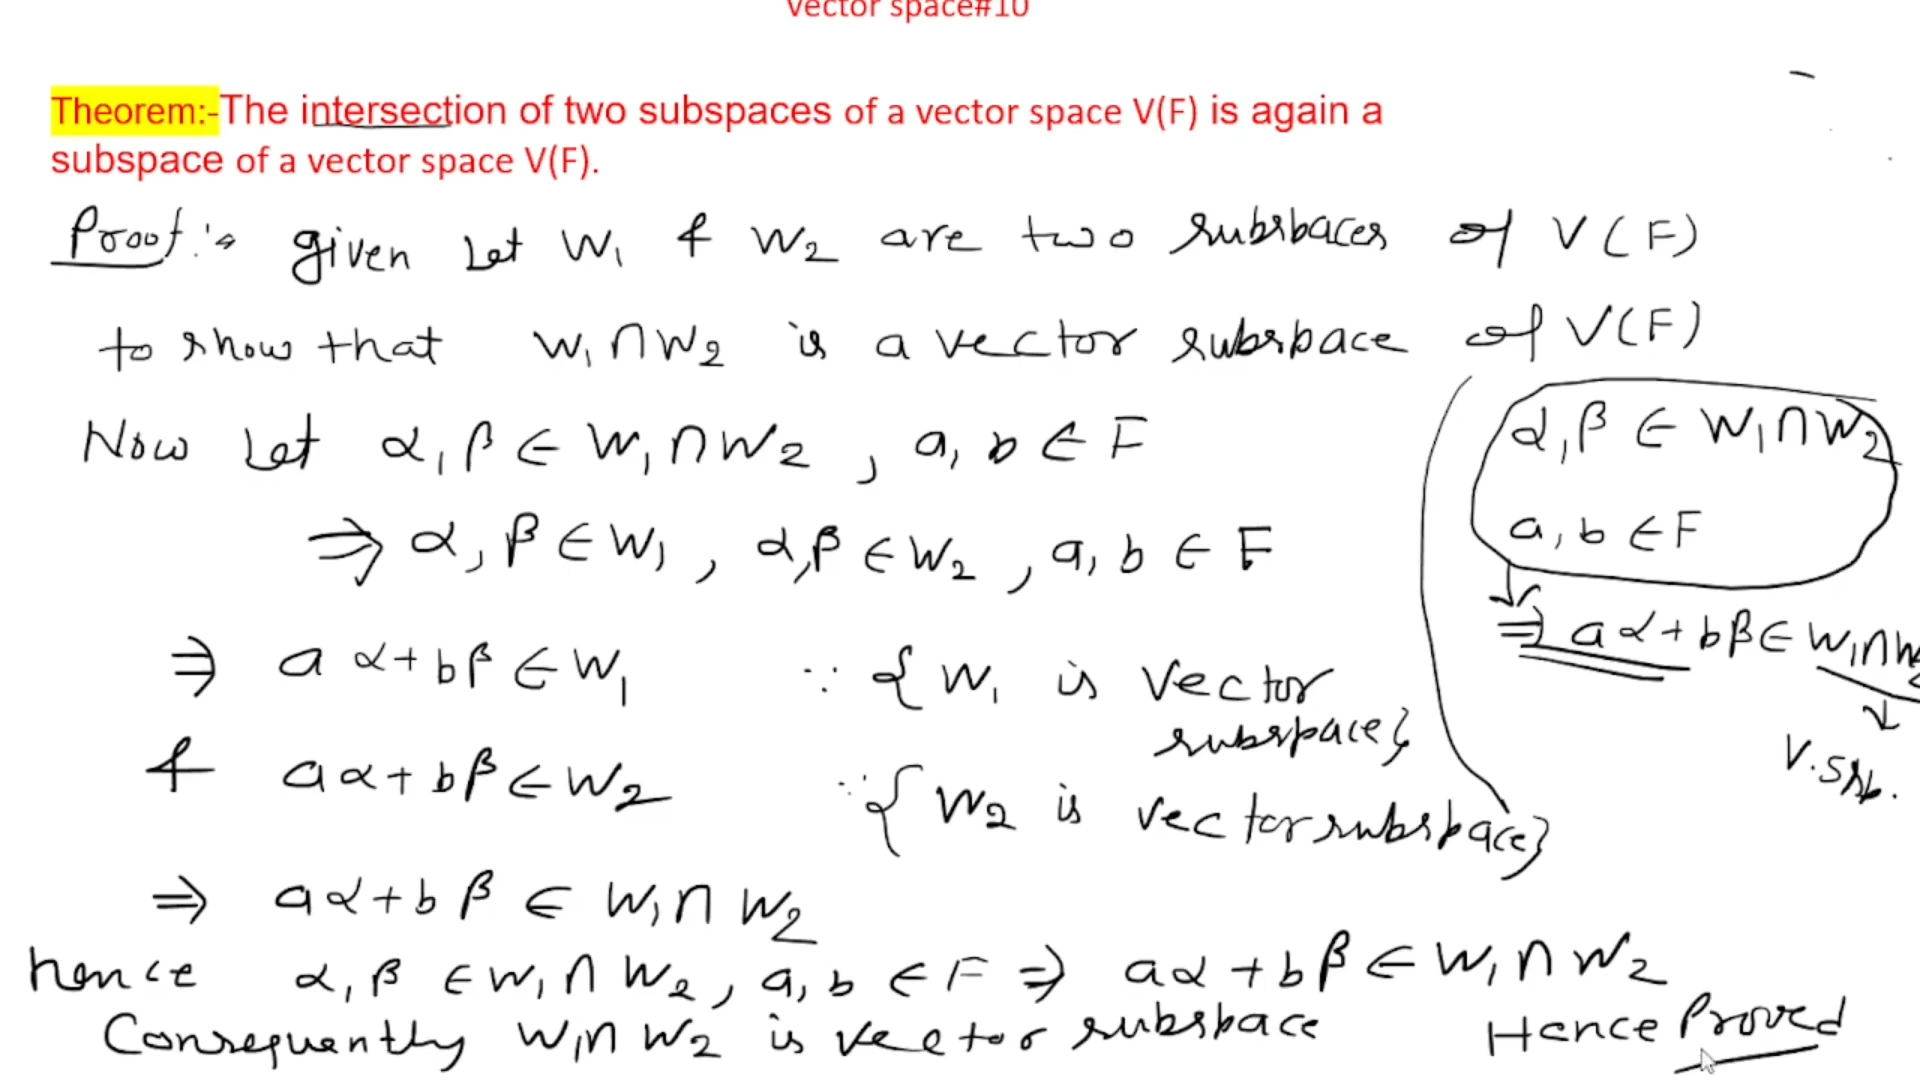 vector space#10
Theorem:-The intersection of two subspaces of a vector space V(F) is again a
subspace of a vector space V(F).
Proof:- given Let W₁ & W₂ are two subspaces of V(F)
to show that W₁∩W₂ is a vector subspace of V(F)
Now Let α,β ∈ W₁∩W₂, a, b ∈ F
⇒ α, β ∈ W₁, α,β ∈ W₂, a, b ∈ F
⇒ aα+bβ ∈ W₁ ∵ {W₁ is vector
subspace}
& aα+bβ ∈ W₂ ∵ {W₂ is vector subspace}
⇒ aα+bβ ∈ W₁∩W₂
hence α, β ∈ W₁∩W₂, a, b ∈ F ⇒ aα+bβ ∈ W₁∩W₂
Consequently W₁∩W₂ is vector subspace Hence Proved
α,β ∈ W₁∩W₂
a, b ∈ F
⇒ aα+bβ ∈ W₁∩W₂